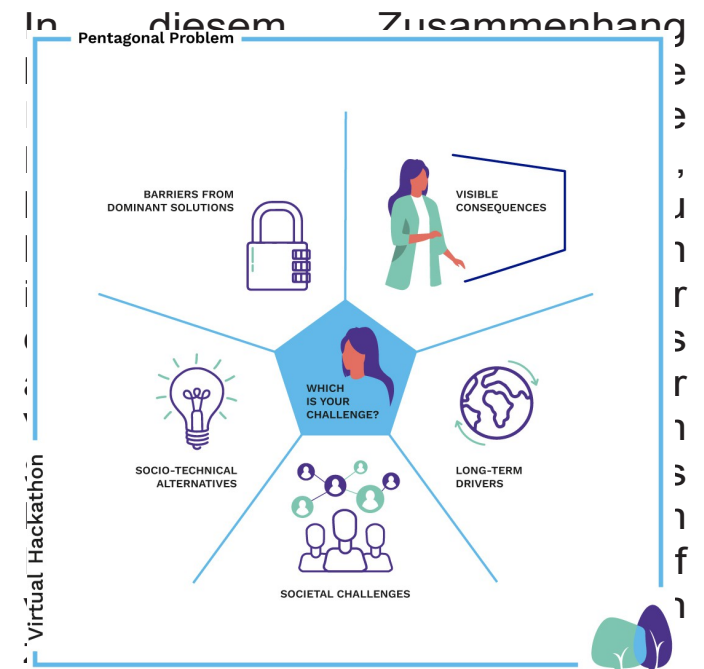 In diesem Zusammenhang
Pentagonal Problem
BARRIERS FROM
DOMINANT SOLUTIONS
VISIBLE
CONSEQUENCES
WHICH
IS YOUR
CHALLENGE?
SOCIO-TECHNICAL
ALTERNATIVES
LONG-TERM
DRIVERS
SOCIETAL CHALLENGES
Virtual Hackathon